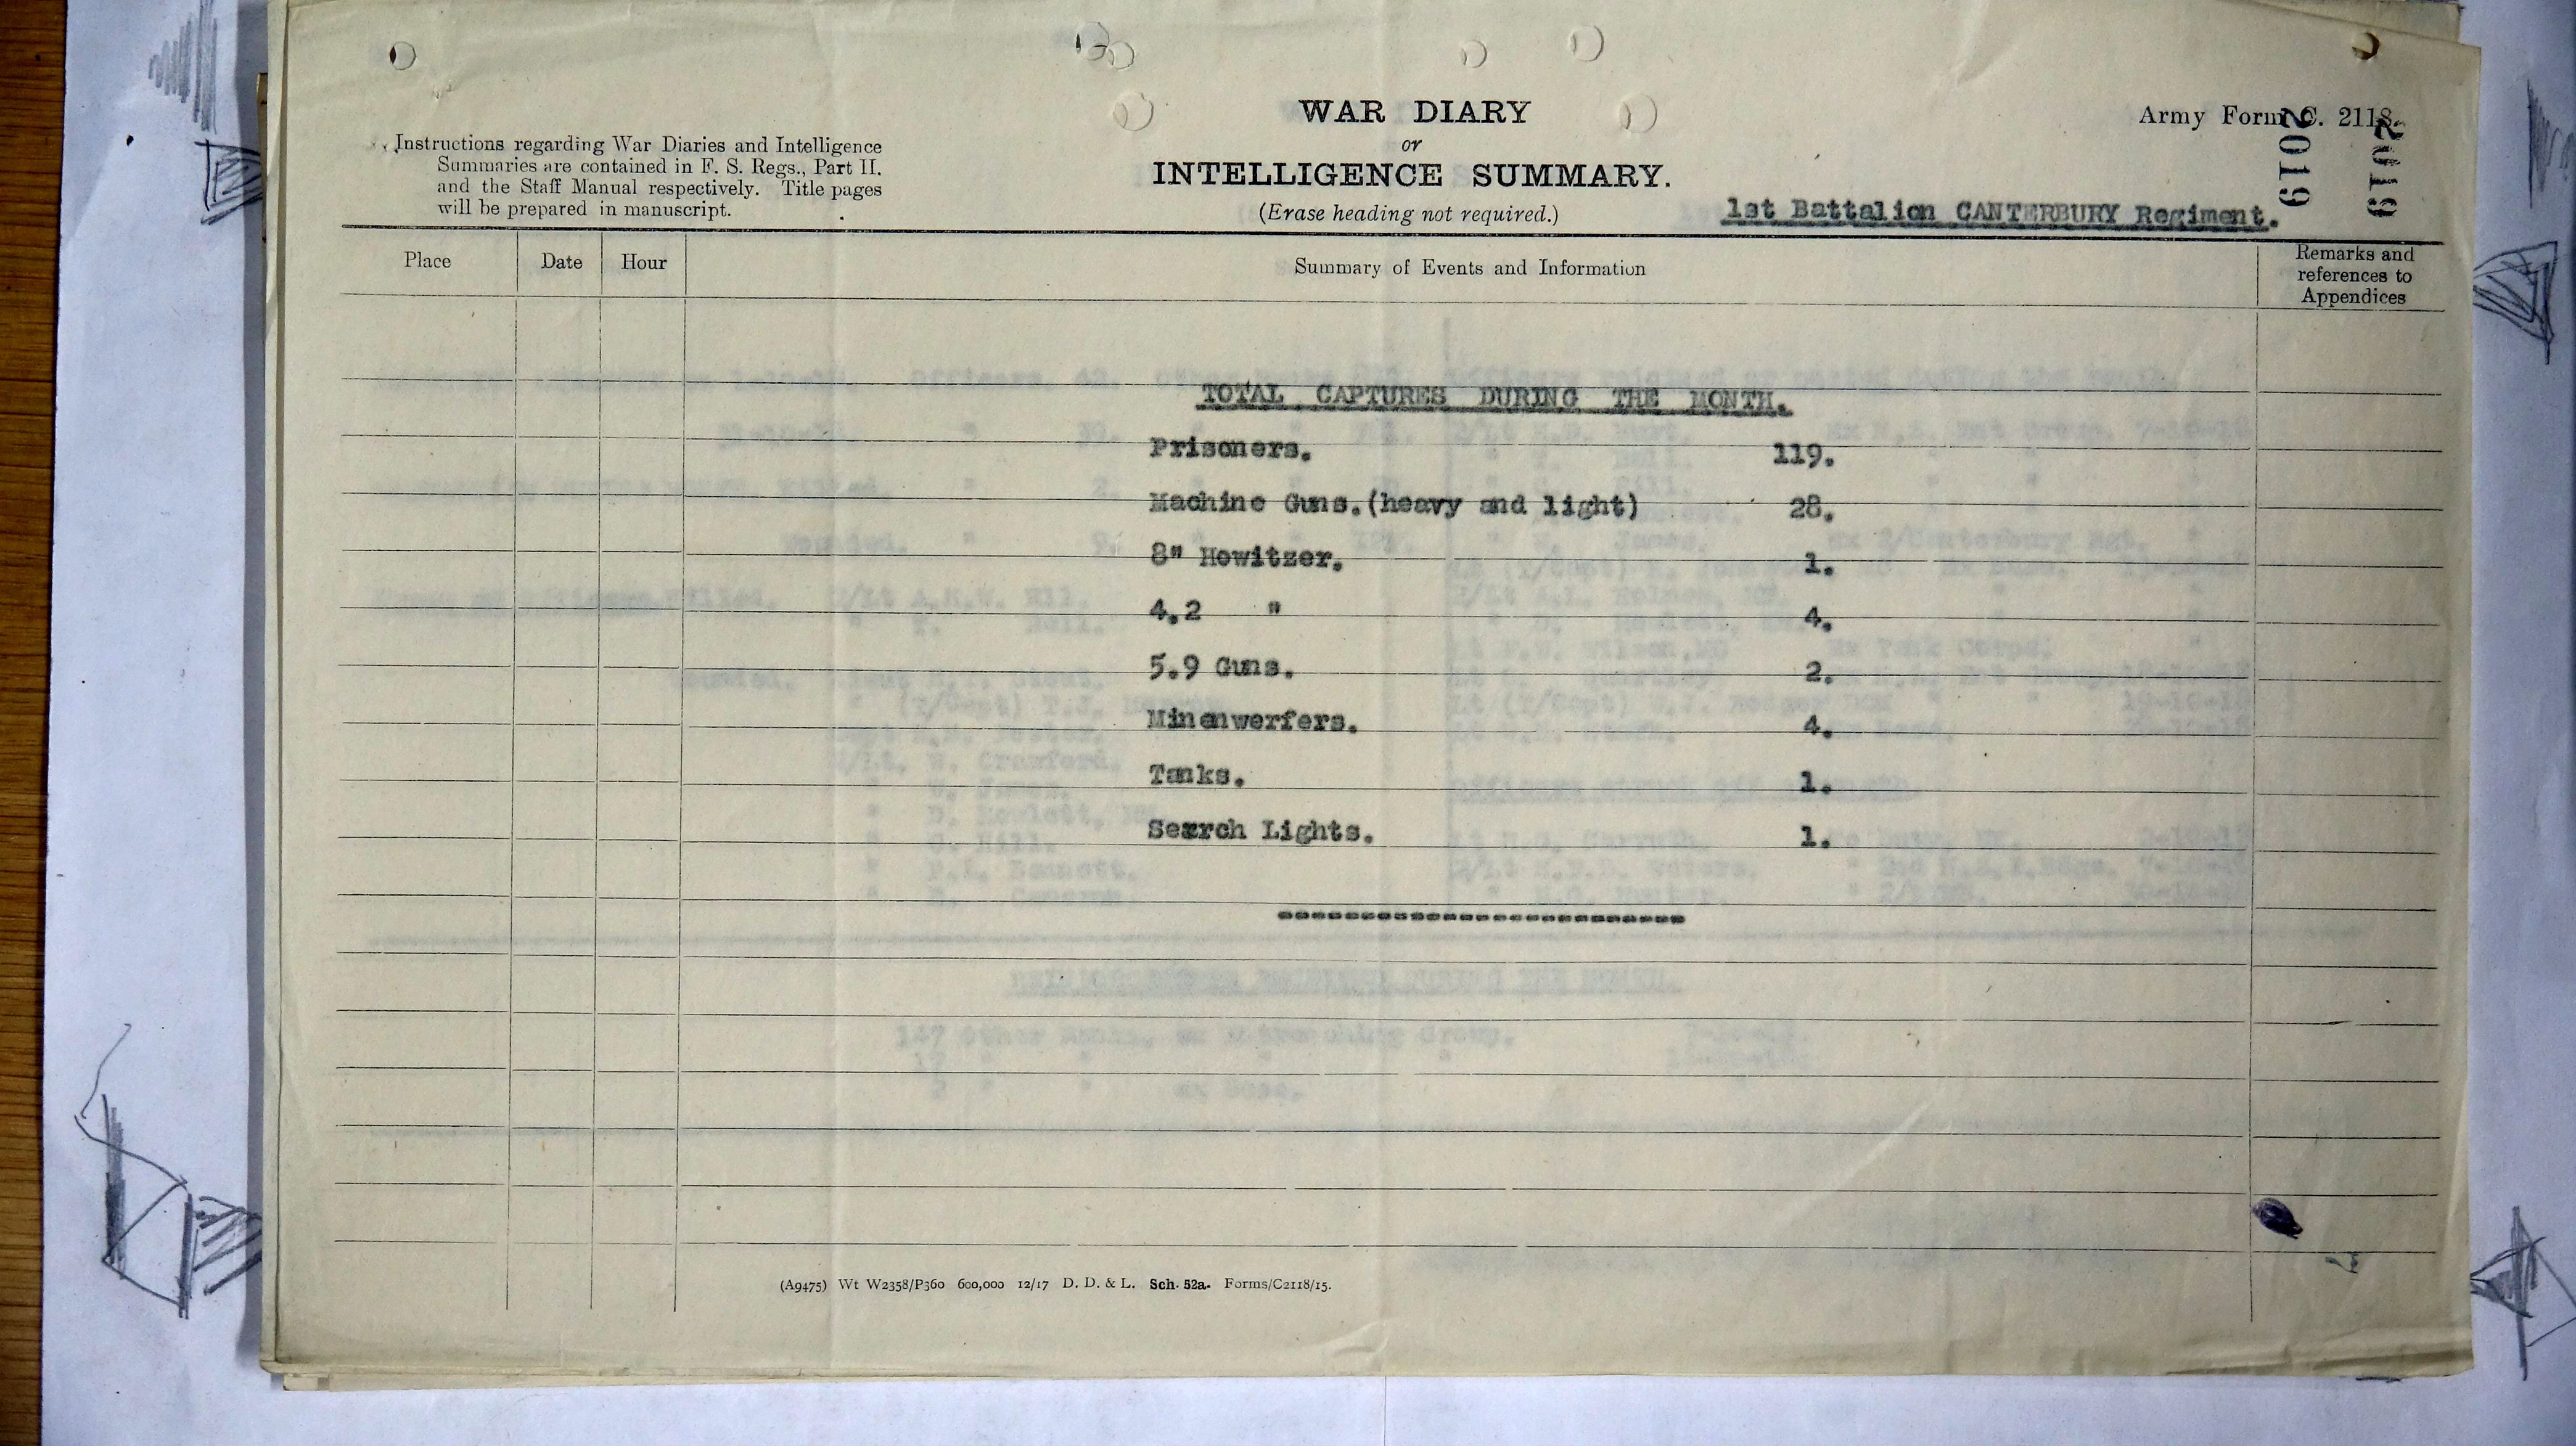 WAR DIARY
or
INTELLIGENCE SUMMARY.
(Erase heading not required.)
Army Form C. 2118.
2019
2019
Instructions regarding War Diaries and Intelligence
Summaries are contained in F. S. Regs., Part II.
and the Staff Manual respectively. Title pages
will be prepared in manuscript.
1st Battalion CANTERBURY Regiment.
Place Date Hour Summary of Events and Information Remarks and
references to
Appendices
TOTAL CAPTURES DURING THE MONTH.
Prisoners. 119.
Machine Guns.(heavy and light) 28.
8" Howitzer. 1.
4.2 " 4.
5.9 Guns. 2.
Minenwerfers. 4.
Tanks. 1.
Search Lights. 1.
(A9475) Wt W2358/P360 600,000 12/17 D. D. & L. Sch. 52a. Forms/C2118/15.